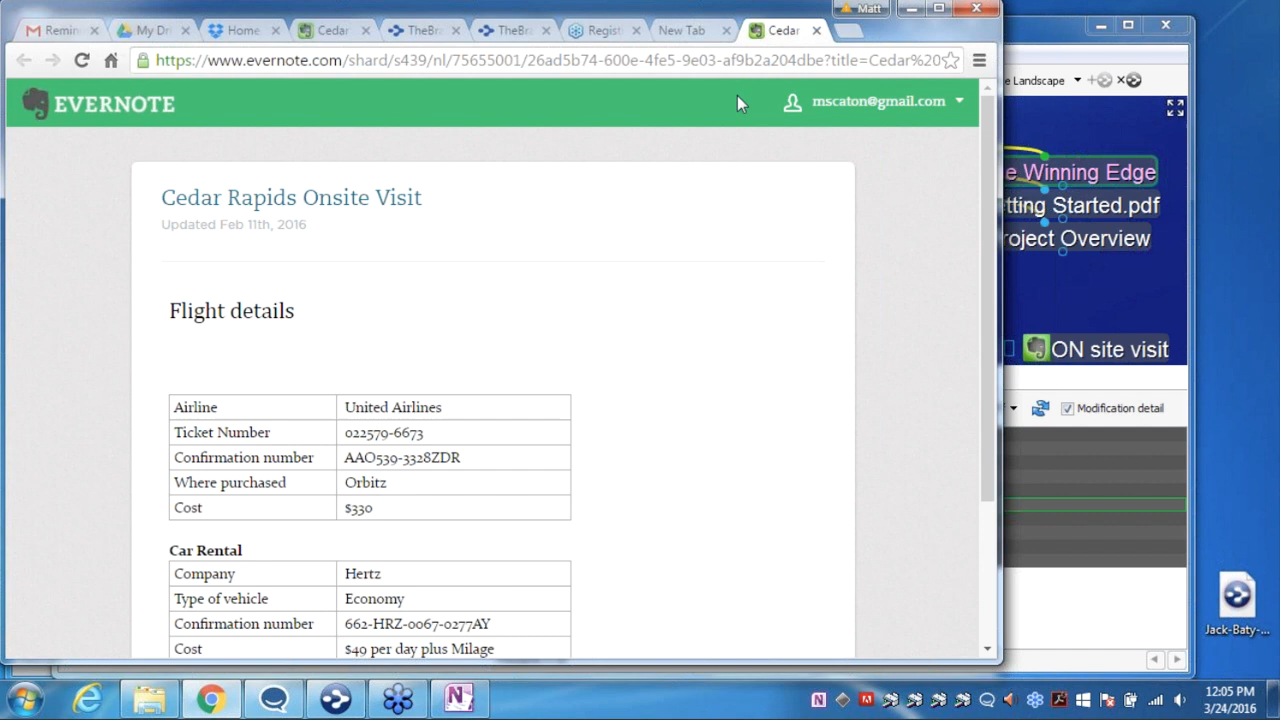 Matt
Remin
My Dr
Home
Cedar
TheBra
TheBra
Regist
New Tab
Cedar
https://www.evernote.com/shard/s439/nl/75655001/26ad5b74-600e-4fe5-9e03-af9b2a204dbe?title=Cedar%20
e Landscape
EVERNOTE
mscaton@gmail.com
e Winning Edge
tting Started.pdf
roject Overview
ON site visit
Modification detail
Cedar Rapids Onsite Visit
Updated Feb 11th, 2016
Flight details
Airline United Airlines
Ticket Number 022579-6673
Confirmation number AAO539-3328ZDR
Where purchased Orbitz
Cost $330
Car Rental
Company Hertz
Type of vehicle Economy
Confirmation number 662-HRZ-0067-0277AY
Cost $49 per day plus Milage
Jack-Baty-...
12:05 PM
3/24/2016